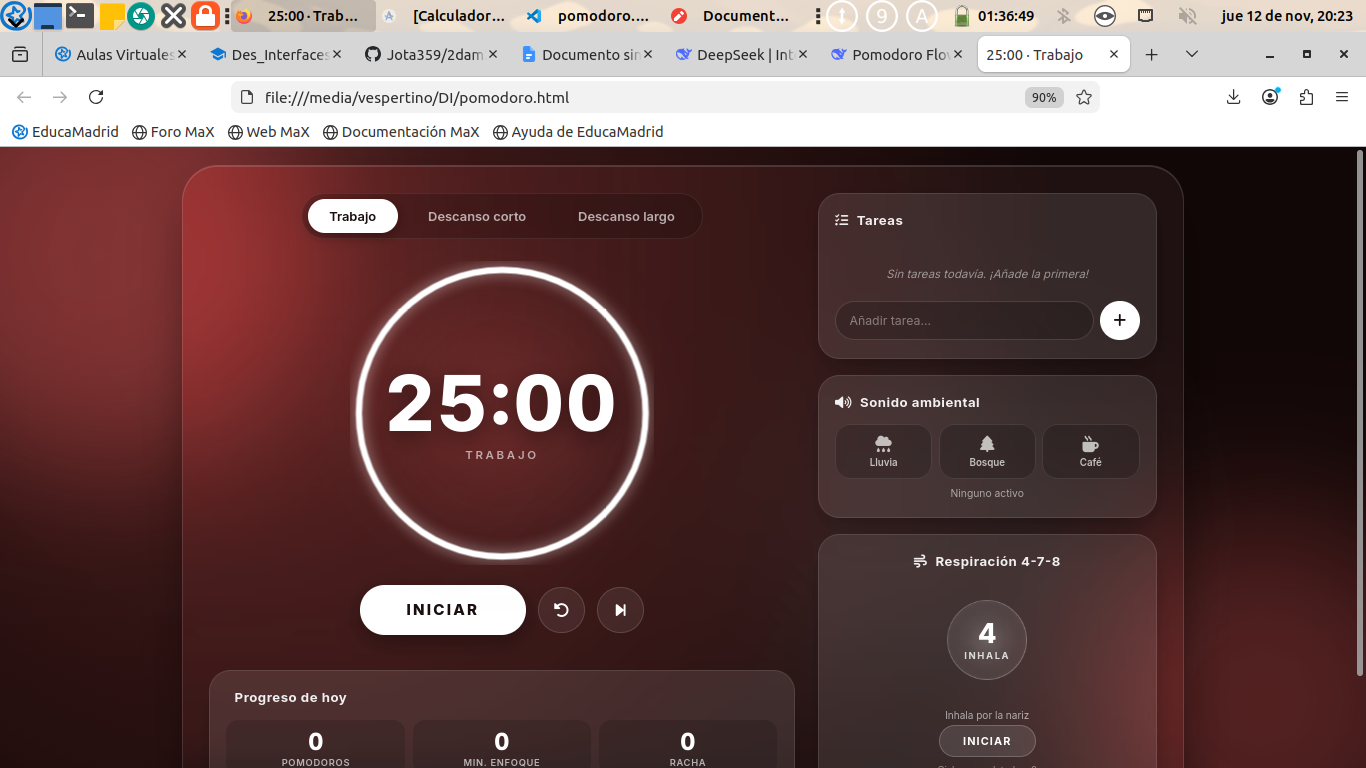 25:00 · Trab...
[Calculador...
pomodoro....
Document...
9
A
01:36:49
jue 12 de nov, 20:23
Aulas Virtuales
Des_Interfaces
Jota359/2dam
Documento sin
DeepSeek | Int
Pomodoro Flo
25:00 · Trabajo
file:///media/vespertino/DI/pomodoro.html
90%
EducaMadrid
Foro MaX
Web MaX
Documentación MaX
Ayuda de EducaMadrid
Trabajo
Descanso corto
Descanso largo
25:00
TRABAJO
INICIAR
Progreso de hoy
0
POMODOROS
0
MIN. ENFOQUE
0
RACHA
Tareas
Sin tareas todavía. ¡Añade la primera!
Añadir tarea...
Sonido ambiental
Lluvia
Bosque
Café
Ninguno activo
Respiración 4-7-8
4
INHALA
Inhala por la nariz
INICIAR